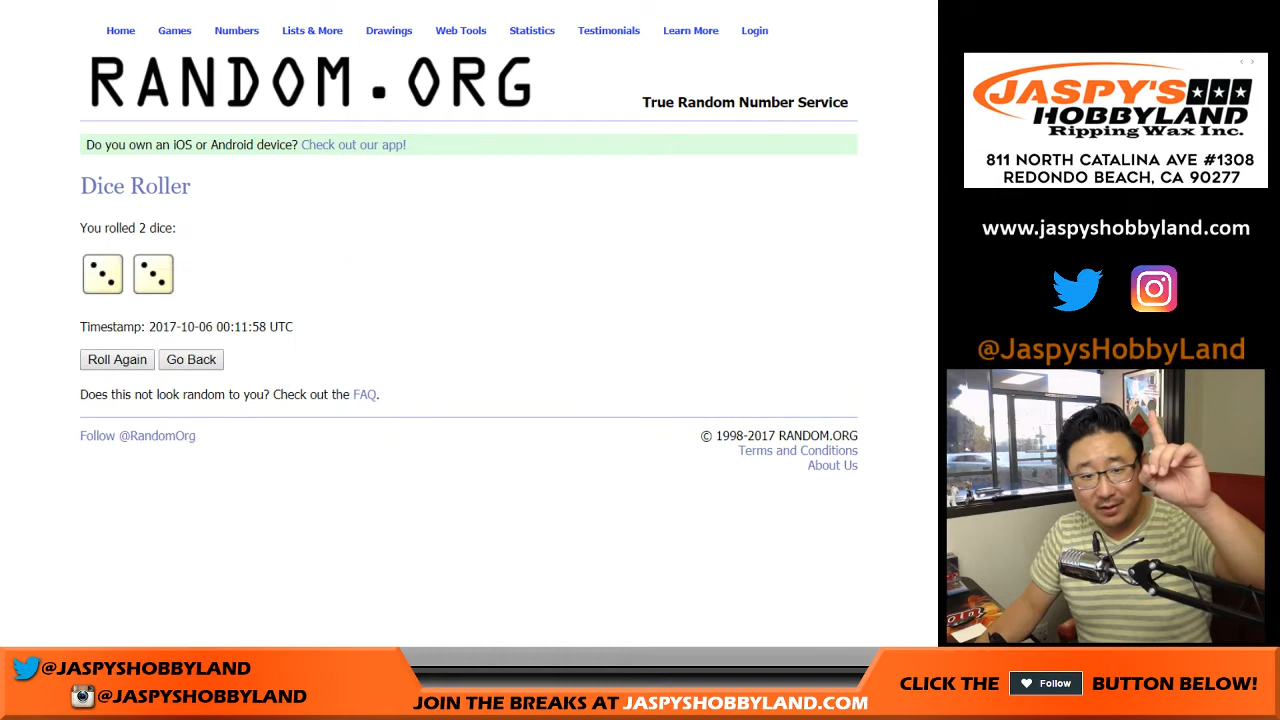 Home Games Numbers Lists & More Drawings Web Tools Statistics Testimonials Learn More Login
RANDOM.ORG
True Random Number Service
Do you own an iOS or Android device? Check out our app!
Dice Roller
You rolled 2 dice:
Timestamp: 2017-10-06 00:11:58 UTC
Roll Again Go Back
Does this not look random to you? Check out the FAQ.
Follow @RandomOrg
© 1998-2017 RANDOM.ORG
Terms and Conditions
About Us
JASPY'S
HOBBYLAND
Ripping Wax Inc.
811 NORTH CATALINA AVE #1308
REDONDO BEACH, CA 90277
www.jaspyshobbyland.com
@JaspysHobbyLand
@JASPYSHOBBYLAND
@JASPYSHOBBYLAND
JOIN THE BREAKS AT JASPYSHOBBYLAND.COM
CLICK THE Follow BUTTON BELOW!